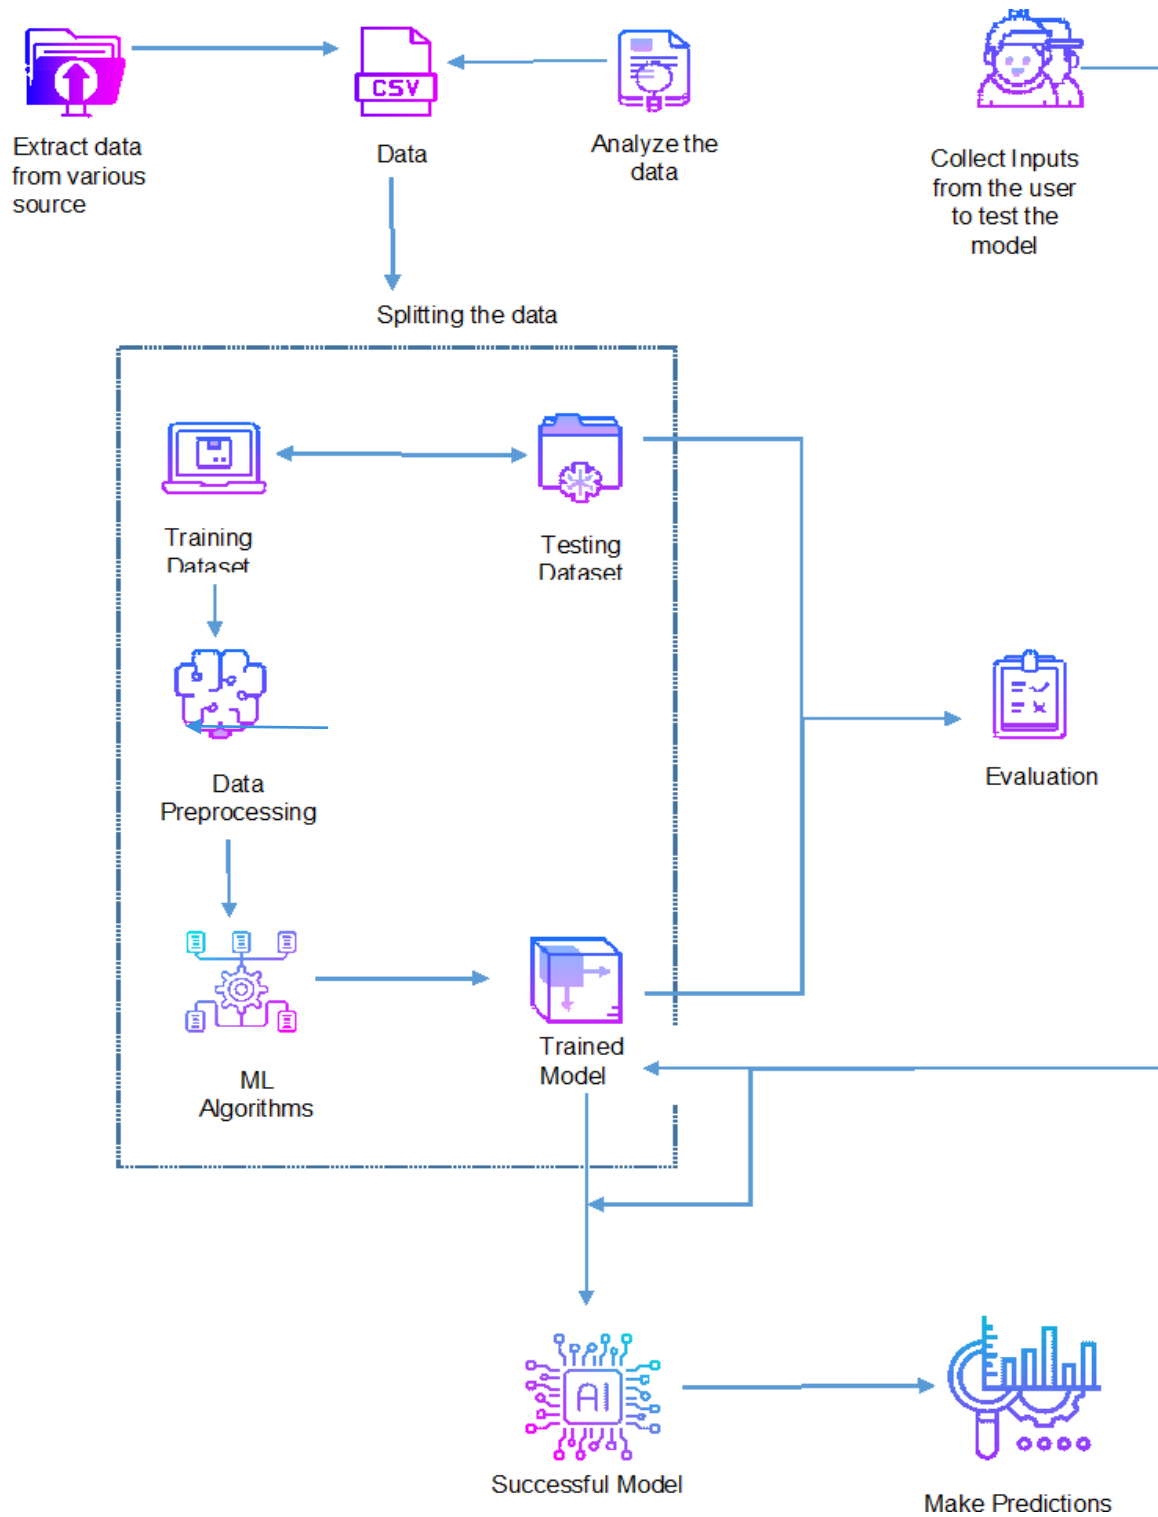 CSV
Extract data
from various
source
Data
Analyze the
data
Collect Inputs
from the user
to test the
model
Splitting the data
Training
Dataset
Testing
Dataset
Data
Preprocessing
Evaluation
ML
Algorithms
Trained
Model
AI
Successful Model
Make Predictions